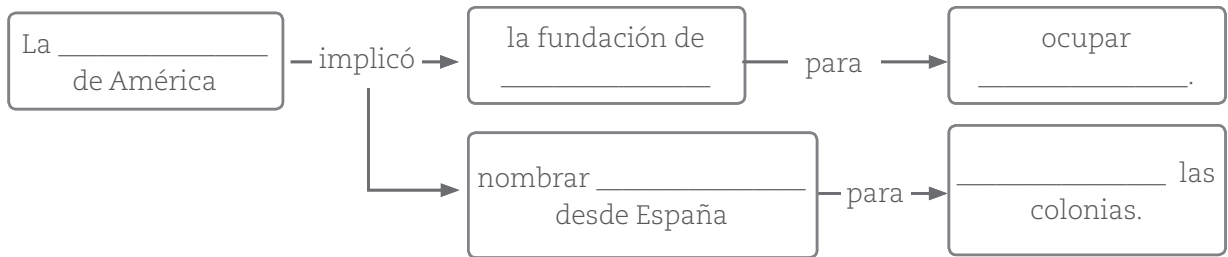 La ________________
de América
implicó
la fundación de
________________
para
ocupar
________________.
nombrar ________________
desde España
para
________________ las
colonias.